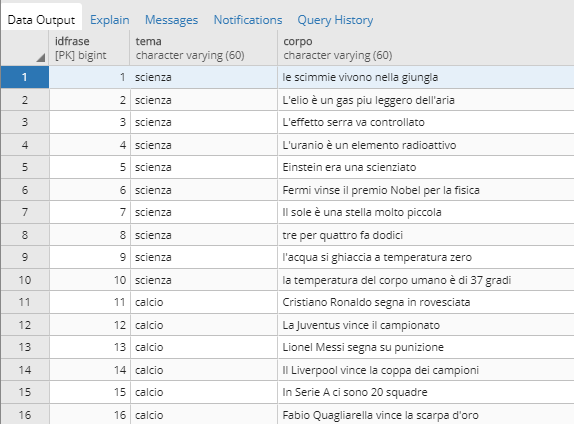 Data Output Explain Messages Notifications Query History
idfrase tema corpo
[PK] bigint character varying (60) character varying (60)
1 1 scienza le scimmie vivono nella giungla
2 2 scienza L'elio è un gas piu leggero dell'aria
3 3 scienza L'effetto serra va controllato
4 4 scienza L'uranio è un elemento radioattivo
5 5 scienza Einstein era una scienziato
6 6 scienza Fermi vinse il premio Nobel per la fisica
7 7 scienza Il sole è una stella molto piccola
8 8 scienza tre per quattro fa dodici
9 9 scienza l'acqua si ghiaccia a temperatura zero
10 10 scienza la temperatura del corpo umano è di 37 gradi
11 11 calcio Cristiano Ronaldo segna in rovesciata
12 12 calcio La Juventus vince il campionato
13 13 calcio Lionel Messi segna su punizione
14 14 calcio Il Liverpool vince la coppa dei campioni
15 15 calcio In Serie A ci sono 20 squadre
16 16 calcio Fabio Quagliarella vince la scarpa d'oro